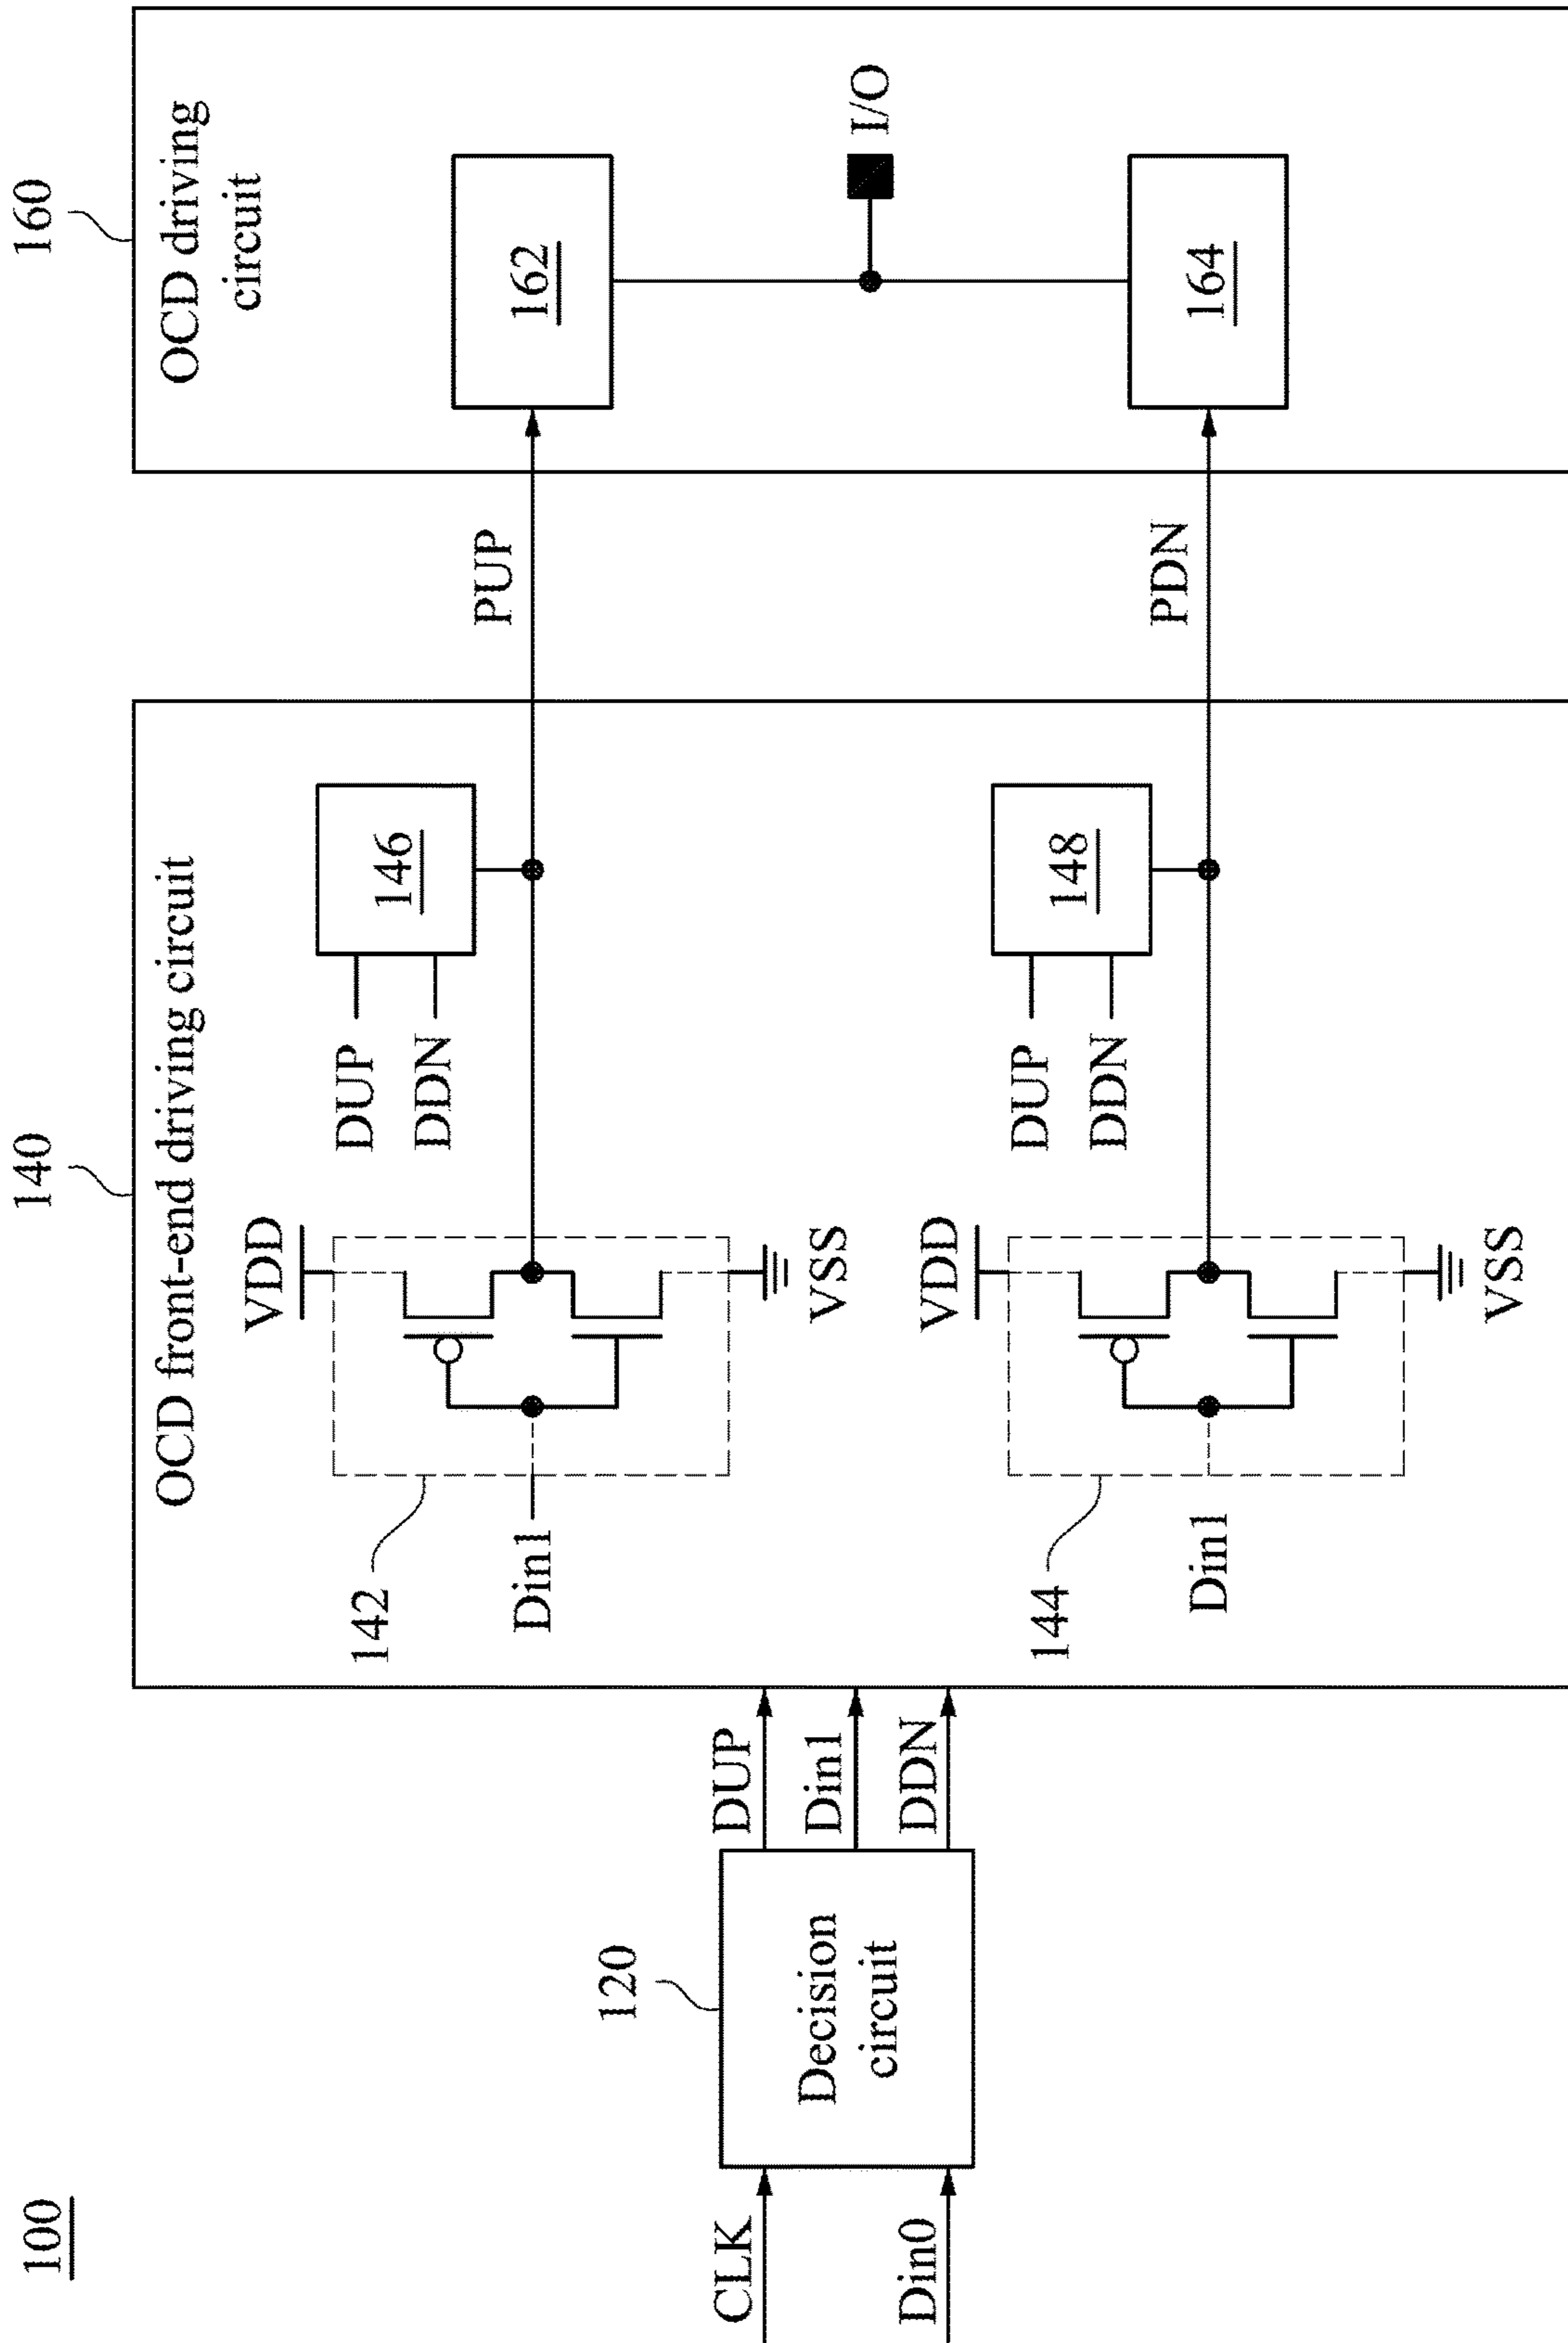 100
CLK
Din0
120
Decision
circuit
DUP
Din1
DDN
140
OCD front-end driving circuit
142
Din1
VDD
VSS
DUP
DDN
146
144
Din1
VDD
VSS
DUP
DDN
148
PUP
PDN
160
OCD driving
circuit
162
I/O
164